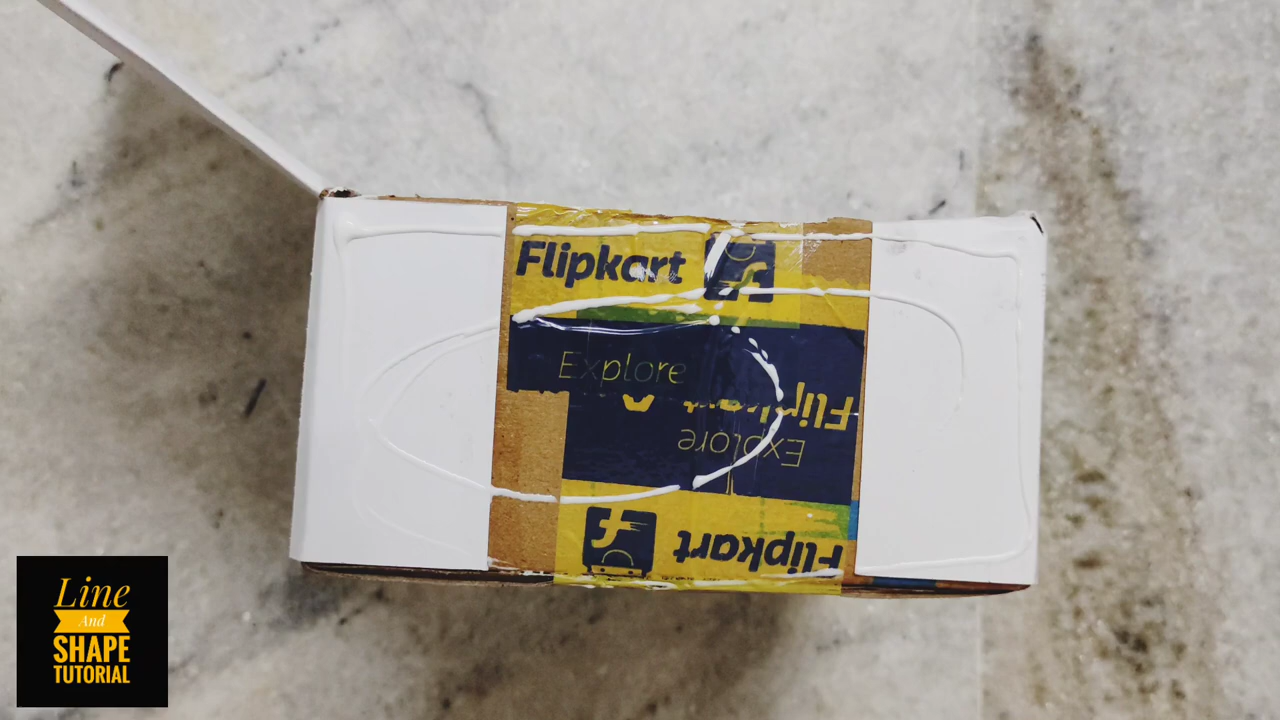 Flipkart
Explore
Flipkart
Explore
Flipkart
Line
And
SHAPE
TUTORIAL